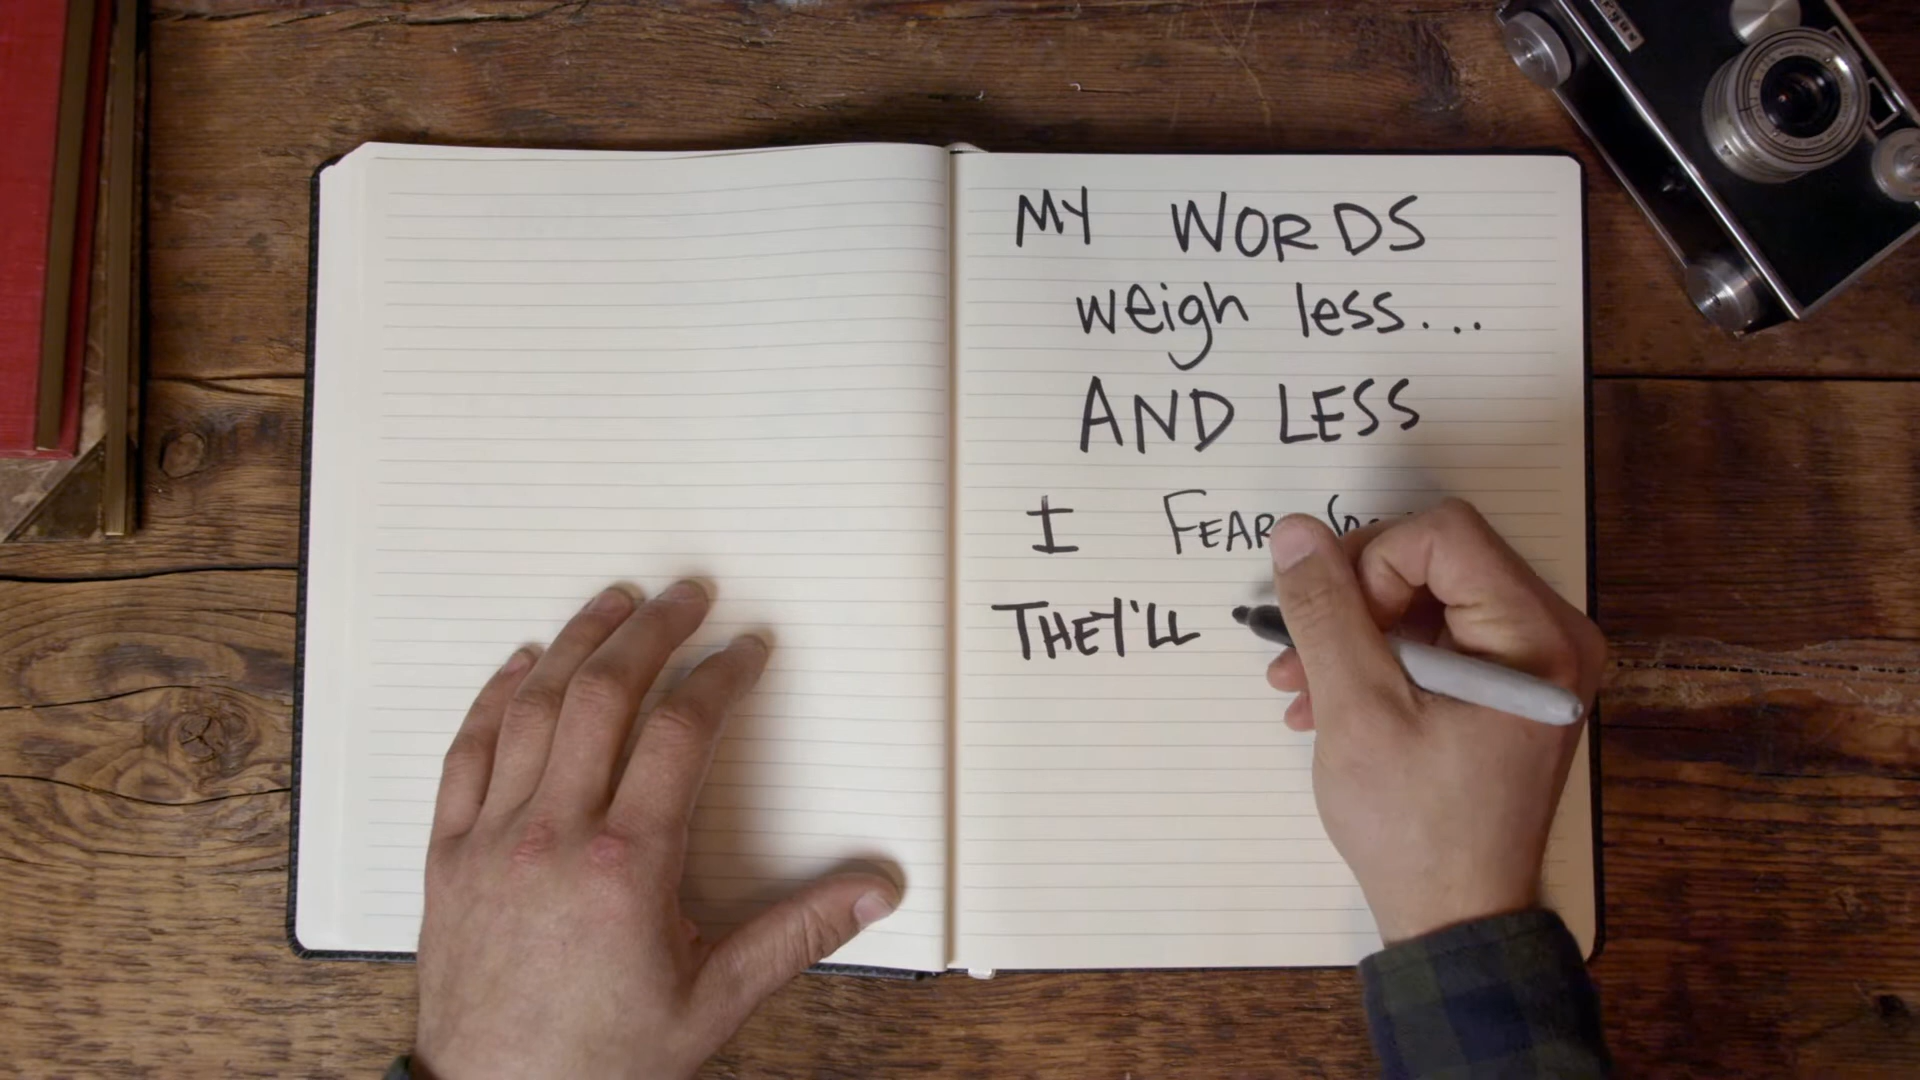 MY WORDS
weigh less...
AND LESS
I FEAR
THEY'LL